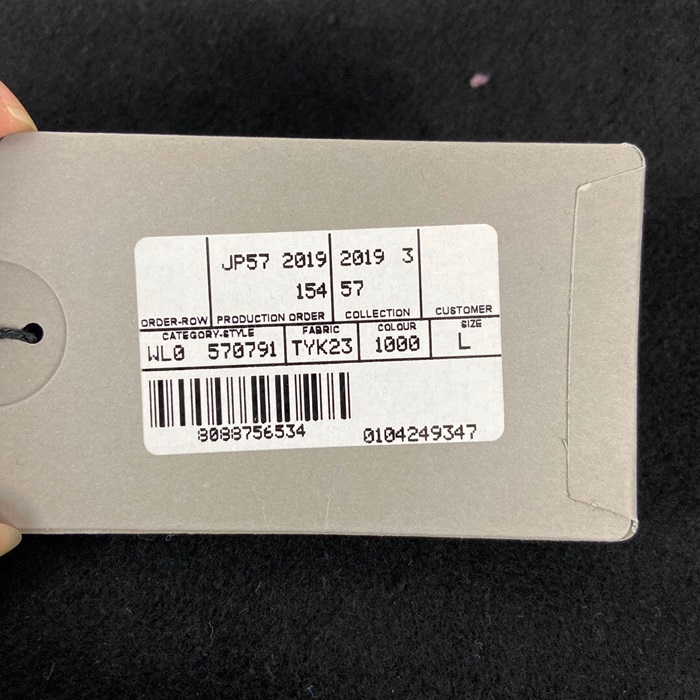 JP57 2019 2019 3
154 57
ORDER-ROW PRODUCTION ORDER COLLECTION CUSTOMER
CATEGORY-STYLE FABRIC COLOUR SIZE
WL0 570791 TYK23 1000 L
8088756534 0104249347